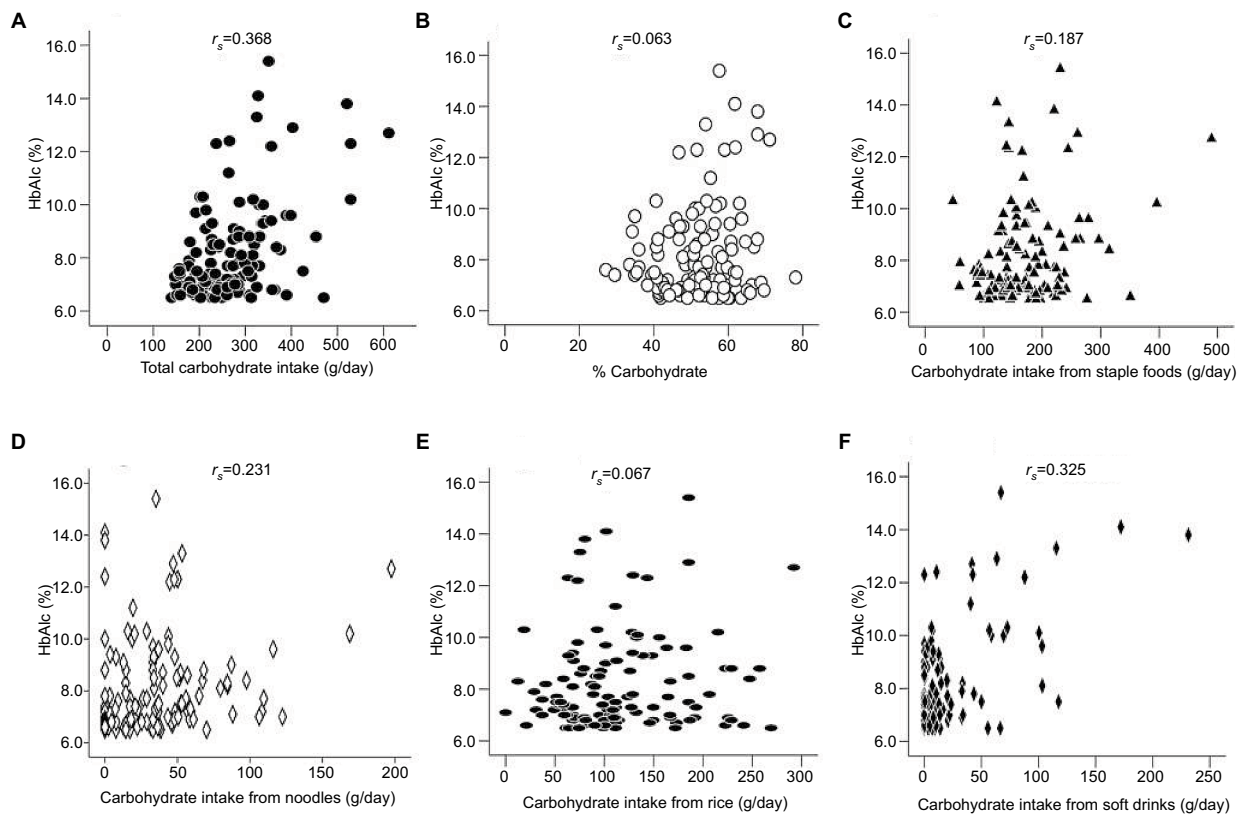 A
r_s=0.368
HbAlc (%)
16.0
14.0
12.0
10.0
8.0
6.0
0 100 200 300 400 500 600
Total carbohydrate intake (g/day)
B
r_s=0.063
HbAlc (%)
16.0
14.0
12.0
10.0
8.0
6.0
0 20 40 60 80
% Carbohydrate
C
r_s=0.187
HbAlc (%)
16.0
14.0
12.0
10.0
8.0
6.0
0 100 200 300 400 500
Carbohydrate intake from staple foods (g/day)
D
r_s=0.231
HbAlc (%)
16.0
14.0
12.0
10.0
8.0
6.0
0 50 100 150 200
Carbohydrate intake from noodles (g/day)
E
r_s=0.067
HbAlc (%)
16.0
14.0
12.0
10.0
8.0
6.0
0 50 100 150 200 250 300
Carbohydrate intake from rice (g/day)
F
r_s=0.325
HbAlc (%)
16.0
14.0
12.0
10.0
8.0
6.0
0 50 100 150 200 250
Carbohydrate intake from soft drinks (g/day)